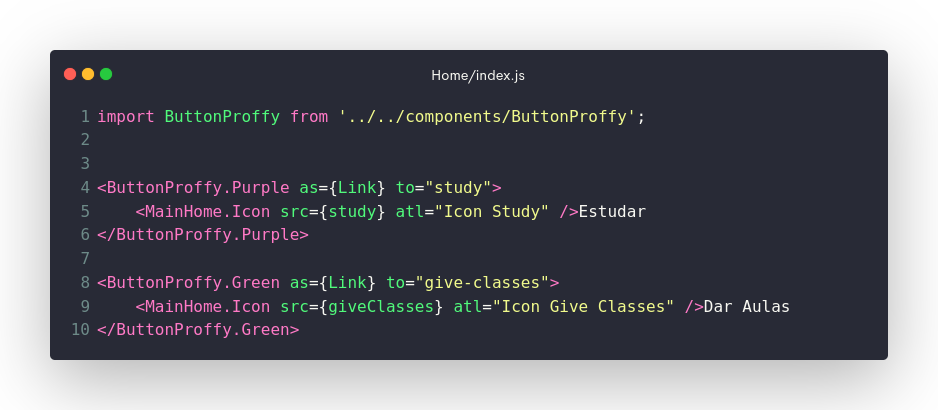 Home/index.js
1 import ButtonProffy from '../../components/ButtonProffy';
2
3
4 <ButtonProffy.Purple as={Link} to="study">
5     <MainHome.Icon src={study} atl="Icon Study" />Estudar
6 </ButtonProffy.Purple>
7
8 <ButtonProffy.Green as={Link} to="give-classes">
9     <MainHome.Icon src={giveClasses} atl="Icon Give Classes" />Dar Aulas
10 </ButtonProffy.Green>